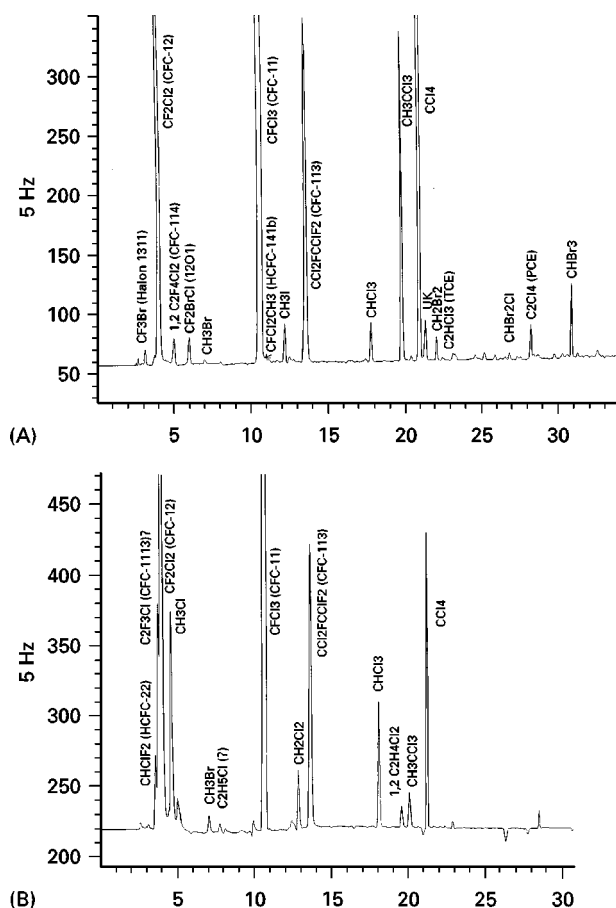 350
300
250
200
150
100
50
5 Hz
CF3Br (Halon 1311)
CF2Cl2 (CFC-12)
1,2 C2F4Cl2 (CFC-114)
CF2BrCl (12O1)
CH3Br
CFCl3 (CFC-11)
CFCl2CH3 (HCFC-141b)
CH3I
CCl2FCClF2 (CFC-113)
CHCl3
CH3CCl3
CCl4
UK
CH2Br2
C2HCl3 (TCE)
CHBr2Cl
C2Cl4 (PCE)
CHBr3
5 10 15 20 25 30
(A)
450
400
350
300
250
200
5 Hz
CHClF2 (HCFC-22)
C2F3Cl (CFC-1113)?
CF2Cl2 (CFC-12)
CH3Cl
CH3Br
C2H5Cl (?)
CFCl3 (CFC-11)
CH2Cl2
CCl2FCClF2 (CFC-113)
CHCl3
1,2 C2H4Cl2
CH3CCl3
CCl4
5 10 15 20 25 30
(B)